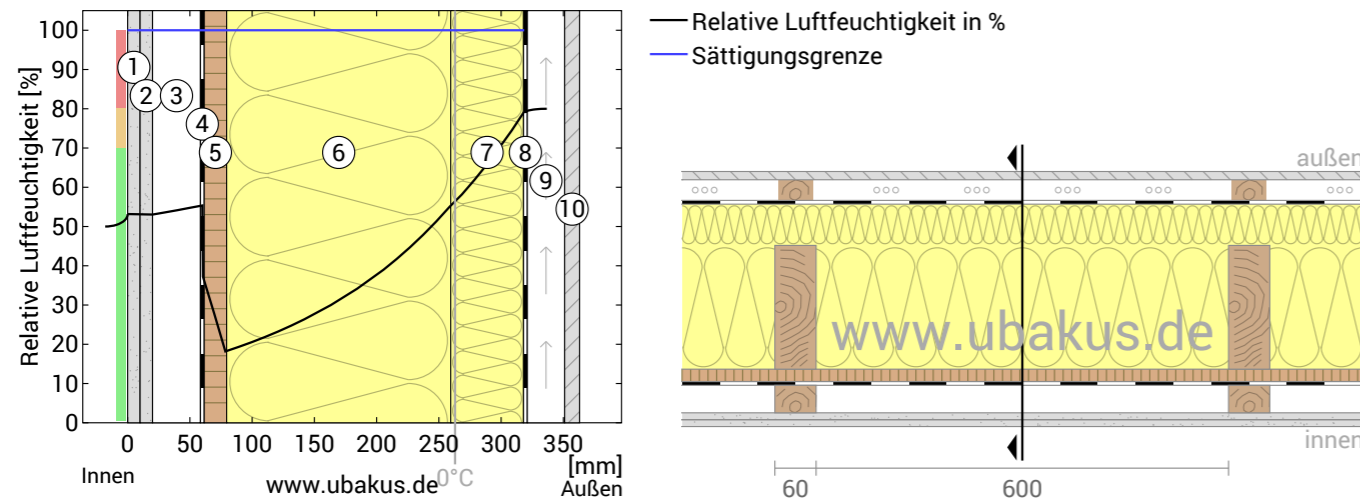 Relative Luftfeuchtigkeit [%]
100
90
80
70
60
50
40
30
20
10
0
1
2
3
4
5
6
7
8
9
10
0 50 100 150 200 250 300 350
0°C
[mm]
Innen
www.ubakus.de
Außen
Relative Luftfeuchtigkeit in %
Sättigungsgrenze
außen
www.ubakus.de
innen
60 600